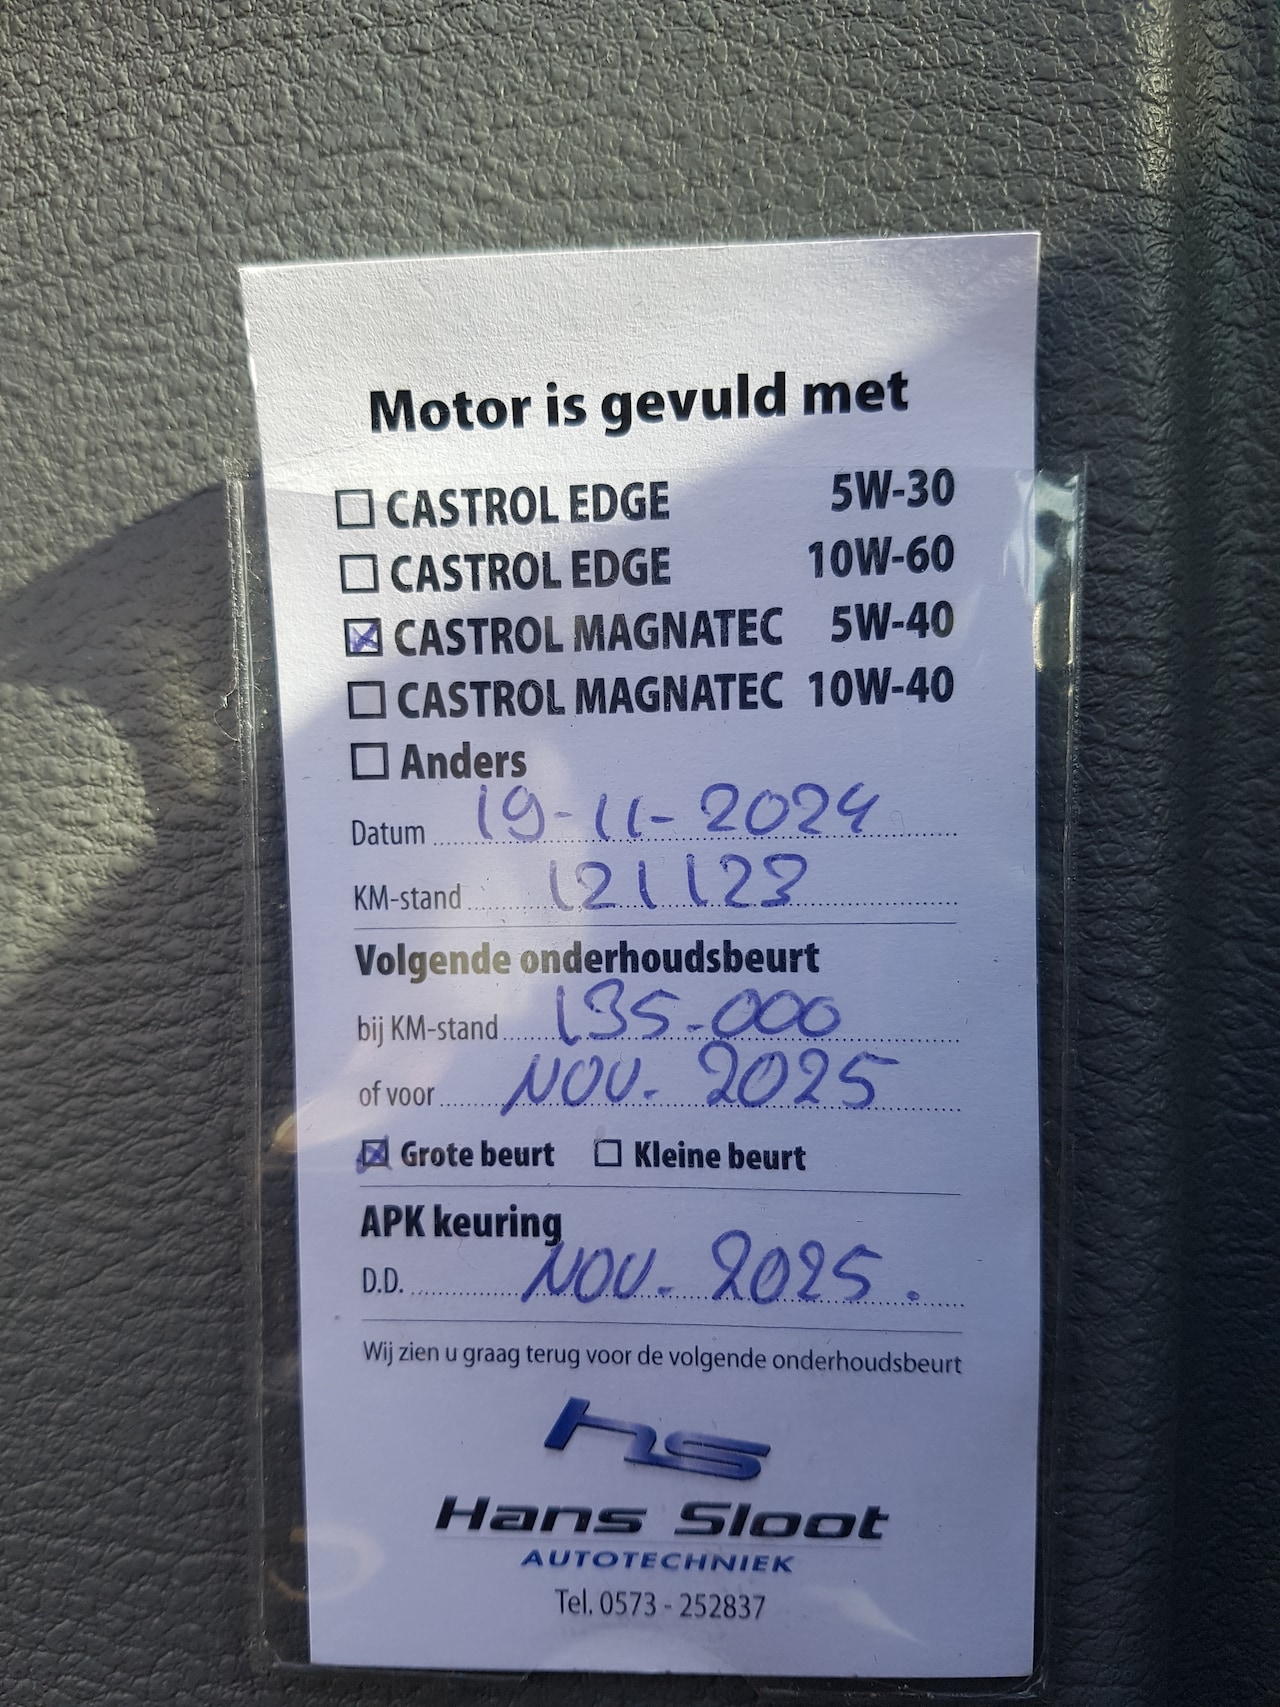 Motor is gevuld met
☐ CASTROL EDGE 5W-30
☐ CASTROL EDGE 10W-60
☒ CASTROL MAGNATEC 5W-40
☐ CASTROL MAGNATEC 10W-40
☐ Anders
Datum 19-11-2024
KM-stand 121123
Volgende onderhoudsbeurt
bij KM-stand 135.000
of voor NOV. 2025
☒ Grote beurt ☐ Kleine beurt
APK keuring
D.D. NOV. 2025.
Wij zien u graag terug voor de volgende onderhoudsbeurt
hs
Hans Sloot
AUTOTECHNIEK
Tel. 0573 - 252837